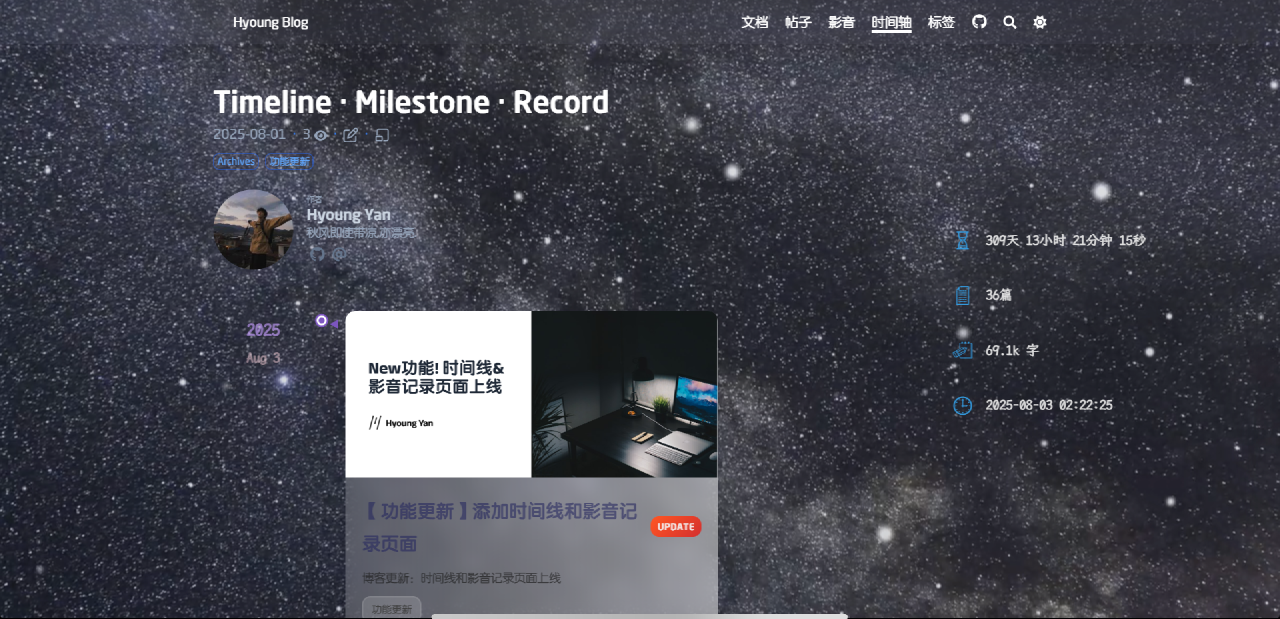 Hyoung Blog
文档 帖子 影音 时间轴 标签
Timeline · Milestone · Record
2025-08-01 3
Archives 功能更新
作者
Hyoung Yan
秋风即使带凉,亦漂亮!
309天 13小时 21分钟 15秒
36篇
69.1k 字
2025-08-03 02:22:25
2025
Aug 3
New功能! 时间线&
影音记录页面上线
Hyoung Yan
【功能更新】添加时间线和影音记
录页面
UPDATE
博客更新：时间线和影音记录页面上线
功能更新